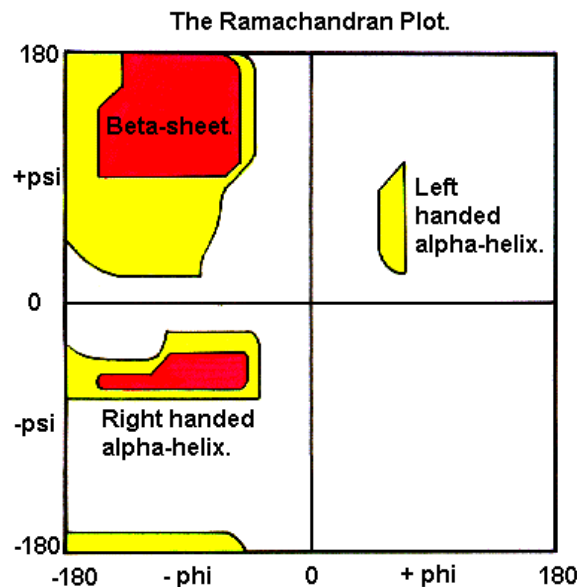 The Ramachandran Plot.
180
Beta-sheet.
+psi
Left
handed
alpha-helix.
0
-psi
Right handed
alpha-helix.
-180
-180
- phi
0
+ phi
180